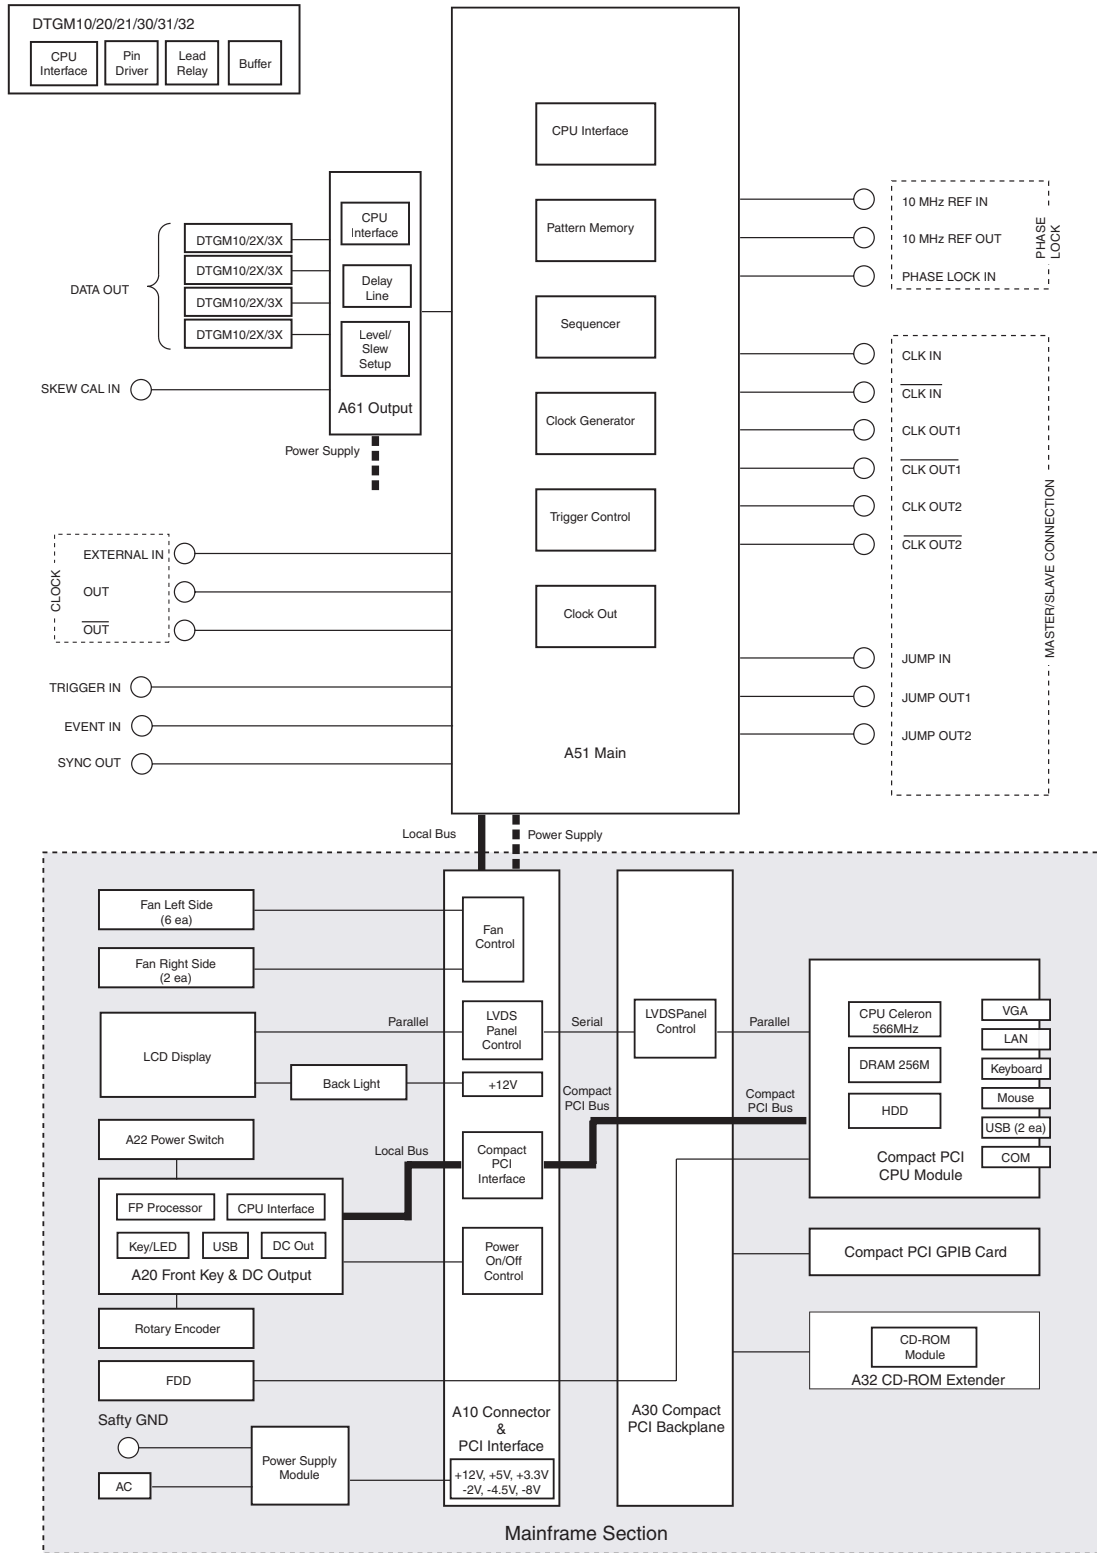 DTGM10/20/21/30/31/32
CPU
Interface
Pin
Driver
Lead
Relay
Buffer
CPU Interface
Pattern Memory
Sequencer
Clock Generator
Trigger Control
Clock Out
A51 Main
CPU
Interface
Delay
Line
Level/
Slew
Setup
A61 Output
DATA OUT
DTGM10/2X/3X
DTGM10/2X/3X
DTGM10/2X/3X
DTGM10/2X/3X
SKEW CAL IN
Power Supply
CLOCK
EXTERNAL IN
OUT
OUT
TRIGGER IN
EVENT IN
SYNC OUT
10 MHz REF IN
10 MHz REF OUT
PHASE LOCK IN
PHASE
LOCK
CLK IN
CLK IN
CLK OUT1
CLK OUT1
CLK OUT2
CLK OUT2
JUMP IN
JUMP OUT1
JUMP OUT2
MASTER/SLAVE CONNECTION
Local Bus
Power Supply
Fan Left Side
(6 ea)
Fan Right Side
(2 ea)
Fan
Control
LCD Display
Parallel
LVDS
Panel
Control
Serial
LVDSPanel
Control
Parallel
Back Light
+12V
Compact
PCI Bus
Compact
PCI Bus
CPU Celeron
566MHz
DRAM 256M
HDD
VGA
LAN
Keyboard
Mouse
USB (2 ea)
COM
Compact PCI
CPU Module
A22 Power Switch
Local Bus
Compact
PCI
Interface
FP Processor
CPU Interface
Key/LED
USB
DC Out
A20 Front Key & DC Output
Power
On/Off
Control
Compact PCI GPIB Card
Rotary Encoder
CD-ROM
Module
A32 CD-ROM Extender
FDD
Safty GND
AC
Power Supply
Module
A10 Connector
&
PCI Interface
+12V, +5V, +3.3V
-2V, -4.5V, -8V
A30 Compact
PCI Backplane
Mainframe Section